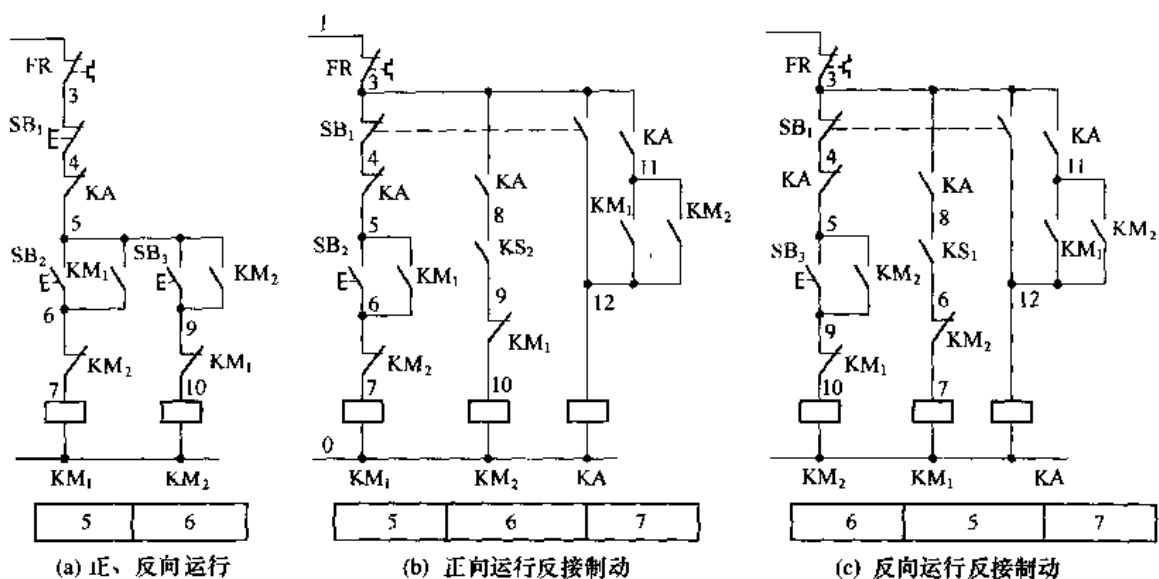 FR
3
SB₁
4
KA
5
SB₂
KM₁
SB₃
KM₂
6
9
KM₂
KM₁
7
10
KM₁
KM₂
5
6
(a) 正、反向运行
1
FR
3
SB₁
KA
4
11
KA
KA
8
KM₁
KM₂
5
SB₂
KM₁
KS₂
6
9
12
KM₂
KM₁
7
10
0
KM₁
KM₂
KA
5
6
7
(b) 正向运行反接制动
FR
3
SB₁
KA
4
11
KA
KA
8
KM₂
5
SB₃
KM₂
KS₁
KM₁
9
6
12
KM₁
KM₂
10
7
KM₂
KM₁
KA
6
5
7
(c) 反向运行反接制动